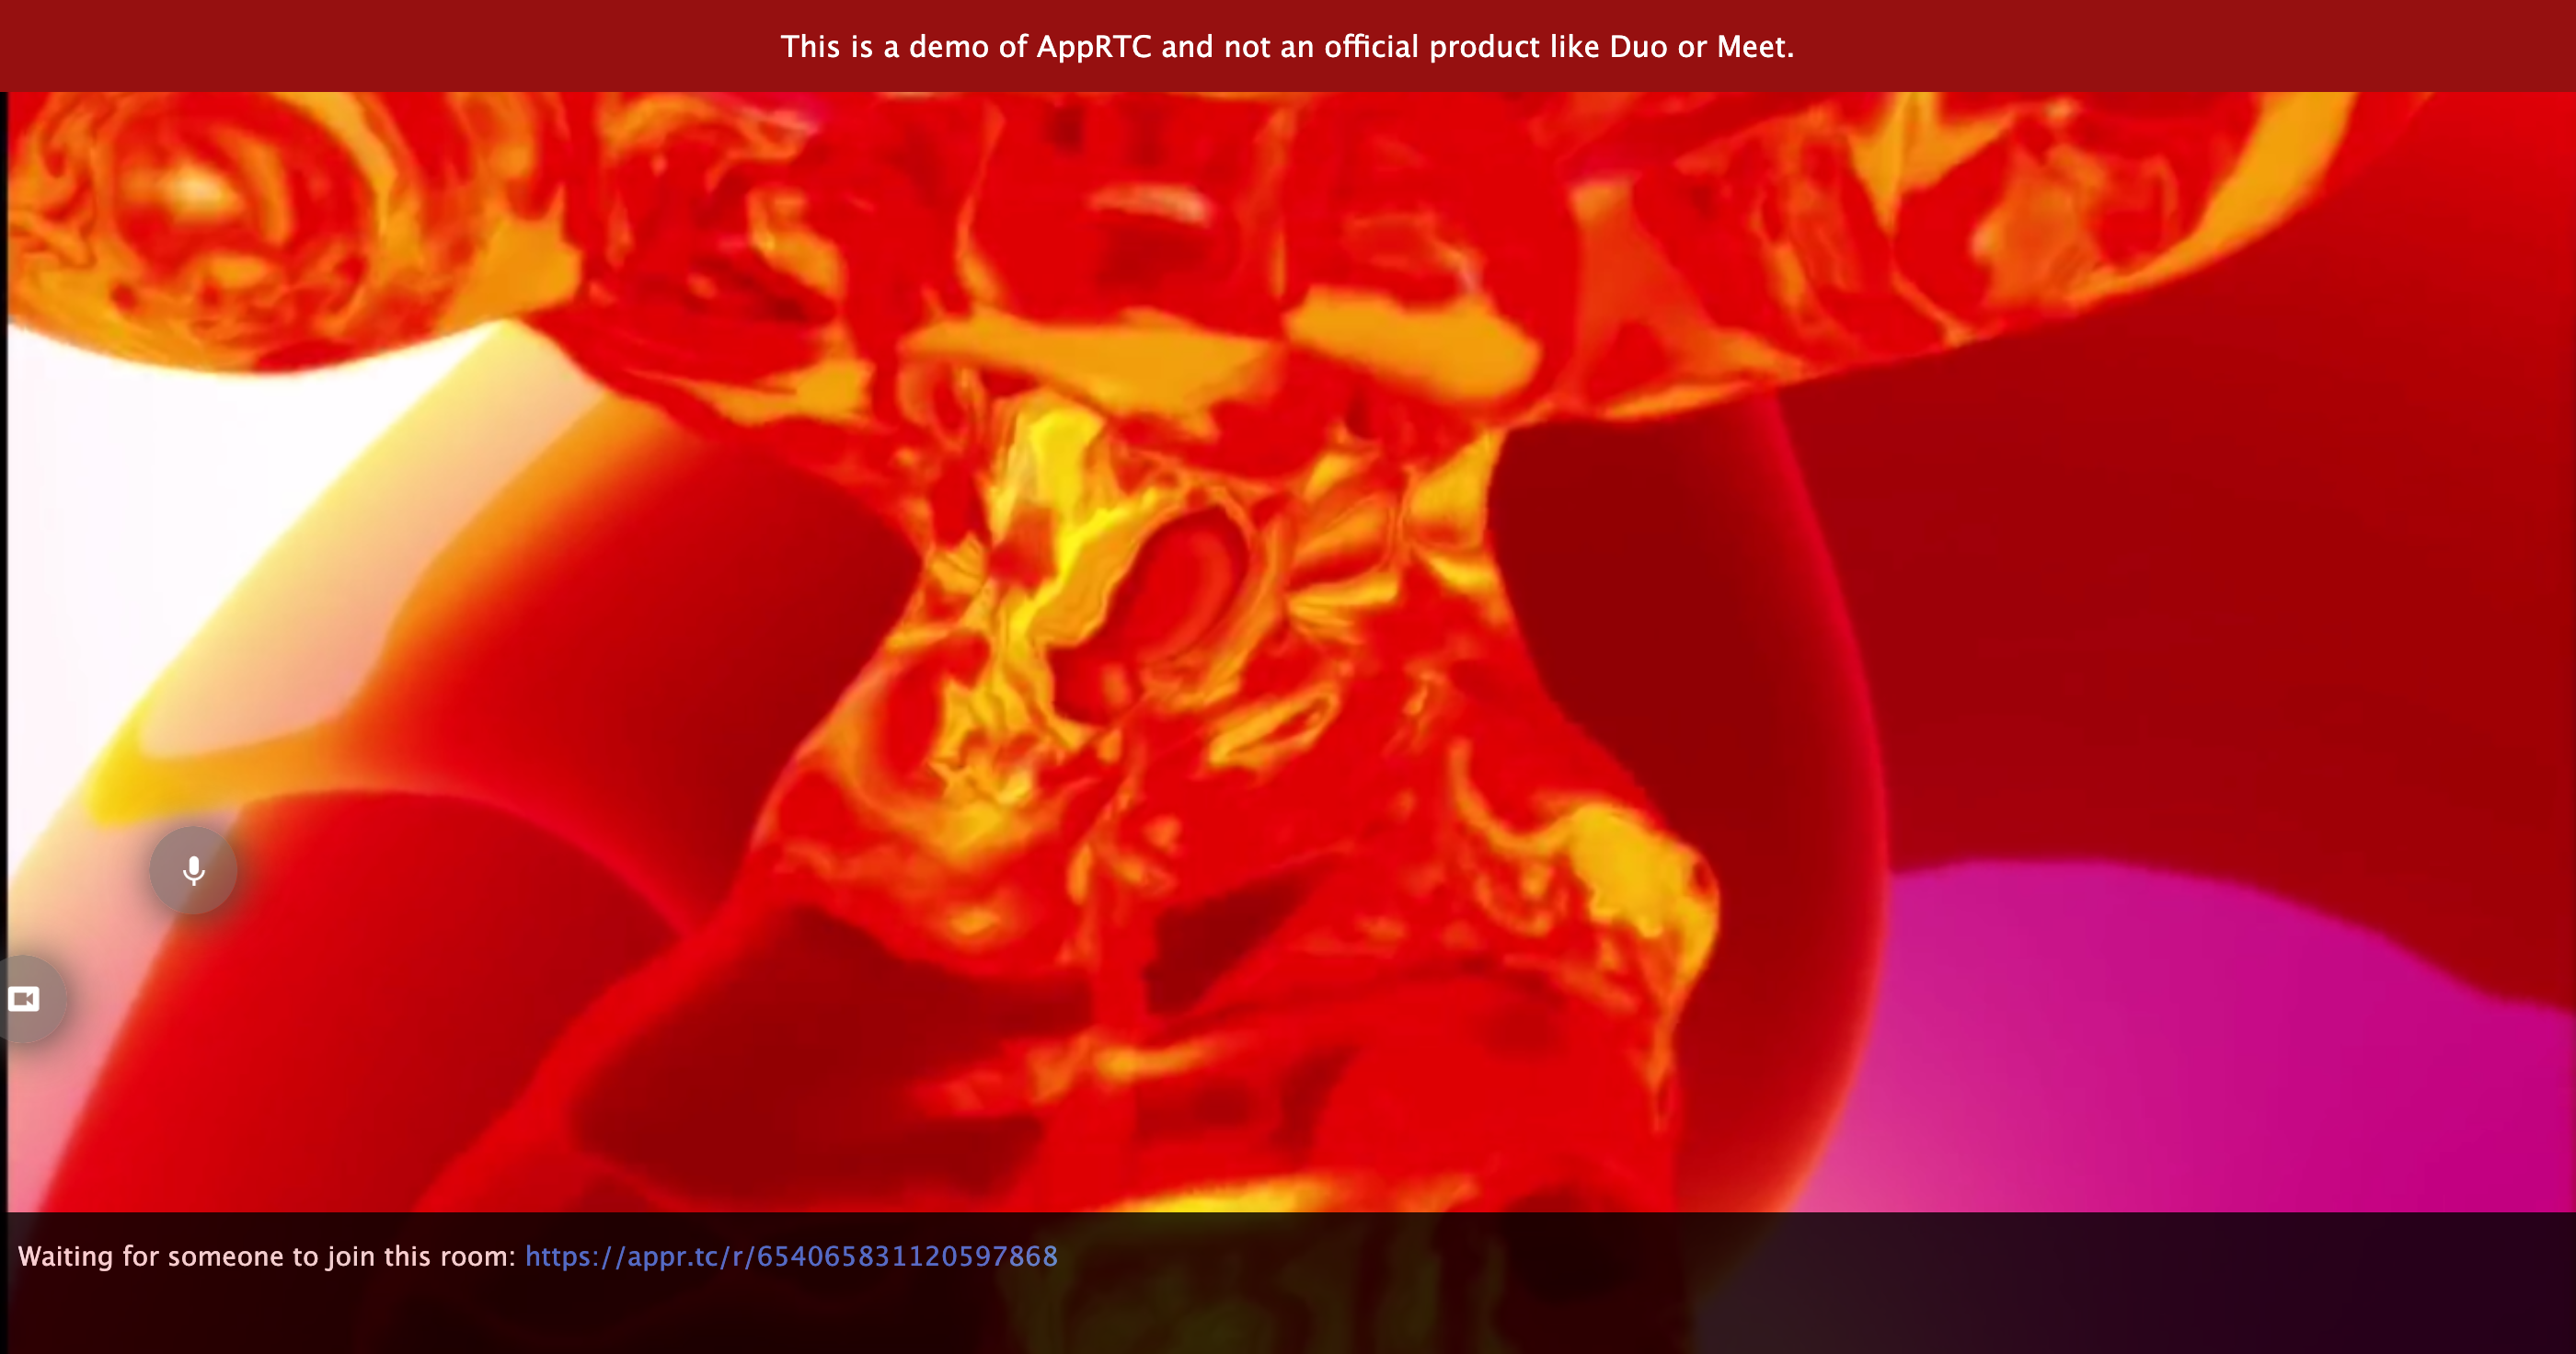 This is a demo of AppRTC and not an official product like Duo or Meet.
Waiting for someone to join this room: https://appr.tc/r/654065831120597868